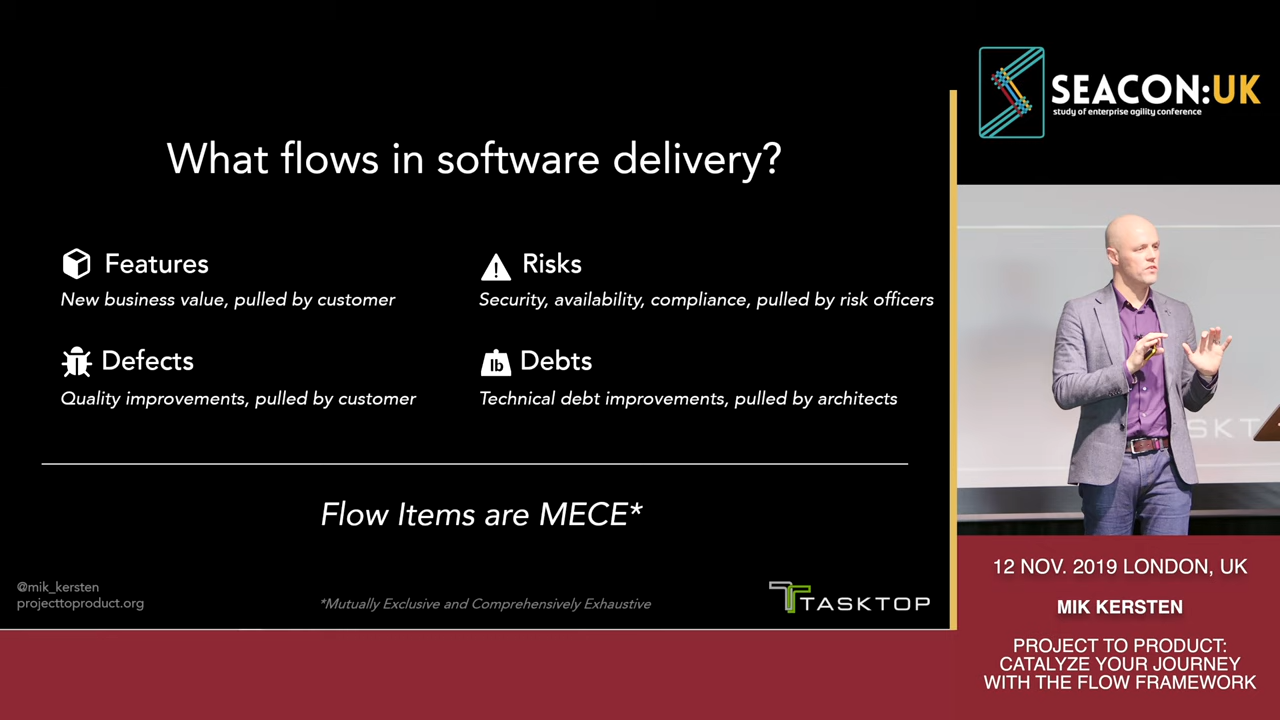 What flows in software delivery?
Features
New business value, pulled by customer
Risks
Security, availability, compliance, pulled by risk officers
Defects
Quality improvements, pulled by customer
lb
Debts
Technical debt improvements, pulled by architects
Flow Items are MECE*
@mik_kersten
projecttoproduct.org
*Mutually Exclusive and Comprehensively Exhaustive
TASKTOP
SEACON:UK
study of enterprise agility conference
SKT
12 NOV. 2019 LONDON, UK
MIK KERSTEN
PROJECT TO PRODUCT:
CATALYZE YOUR JOURNEY
WITH THE FLOW FRAMEWORK